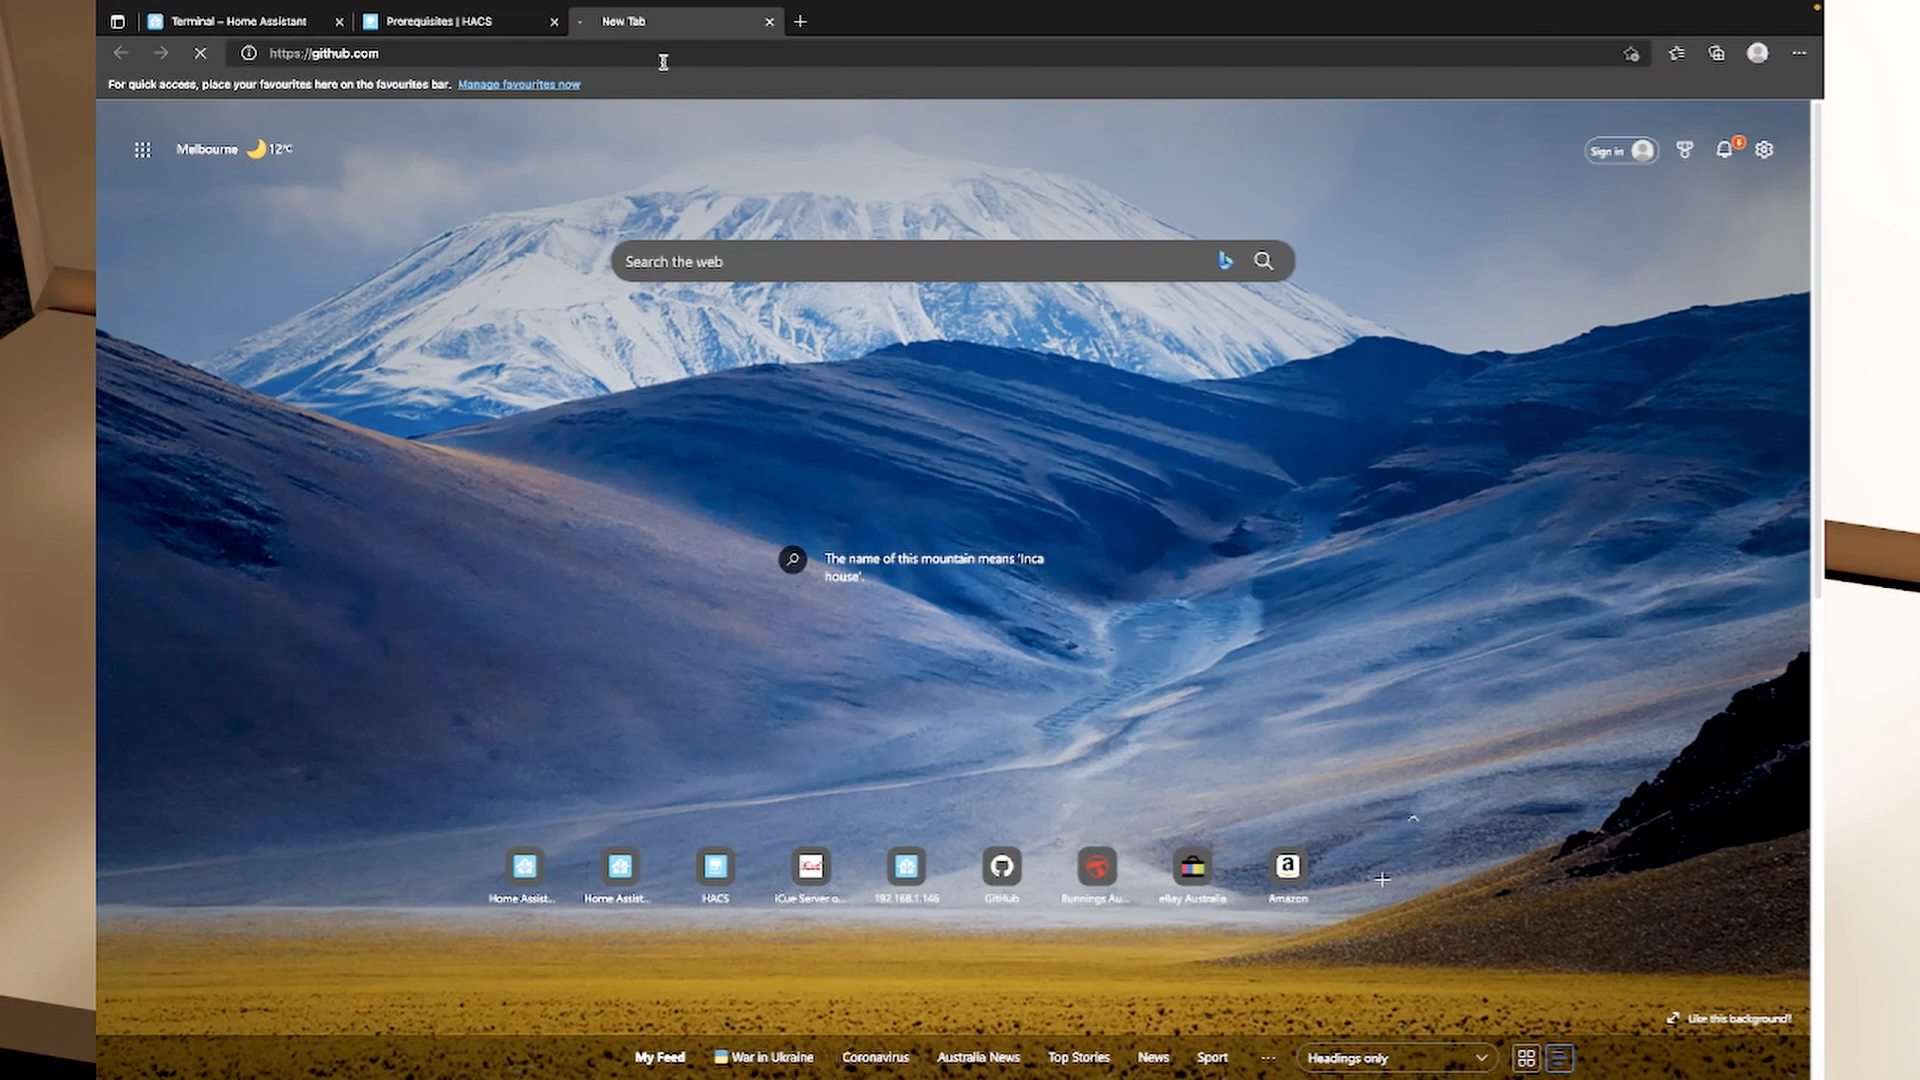 Terminal – Home Assistant
Prerequisites | HACS
New Tab
https://github.com
For quick access, place your favourites here on the favourites bar. Manage favourites now
Melbourne 12°C
Sign in
6
Search the web
The name of this mountain means 'Inca
house'.
Home Assist...
Home Assist...
HACS
iCue Server o...
192.168.1.146
GitHub
Bunnings Au...
eBay Australia
Amazon
Like this background?
My Feed
War in Ukraine
Coronavirus
Australia News
Top Stories
News
Sport
Headings only